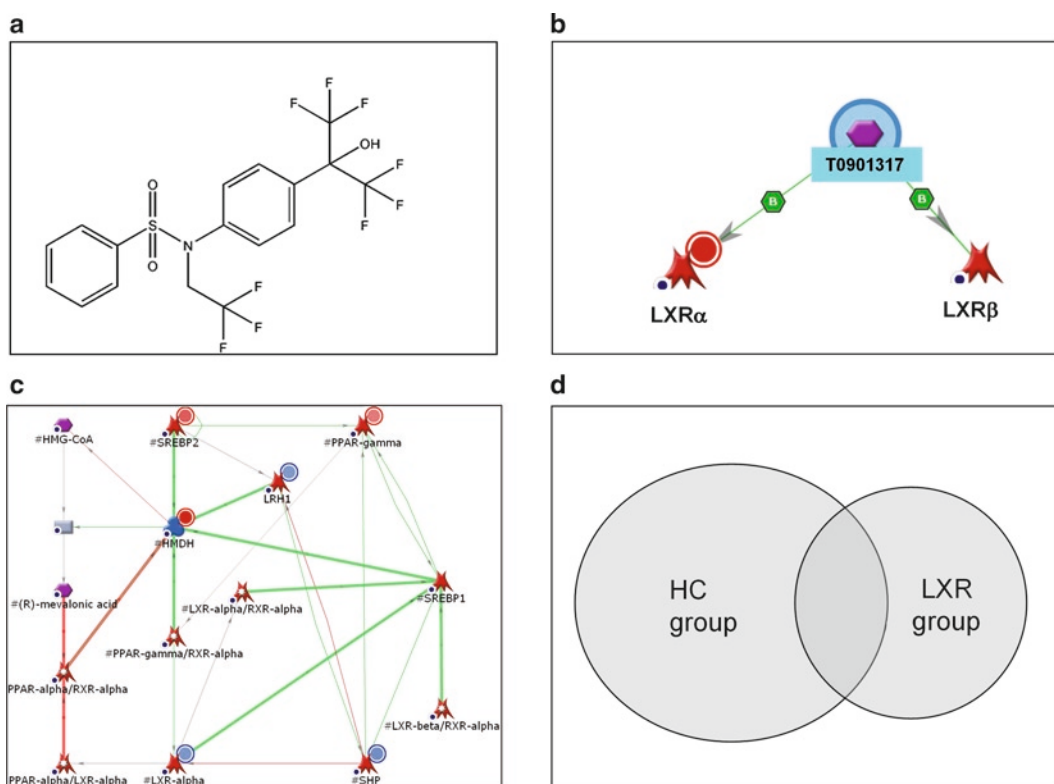 a
F
F
F
OH
F
F
F
O
S
O
N
F
F
F
b
T0901317
B
B
LXRα
LXRβ
c
#HMG-CoA
#SREBP2
#PPAR-gamma
LRH1
#HMDH
#(R)-mevalonic acid
#LXR-alpha/RXR-alpha
#SREBP1
#PPAR-gamma/RXR-alpha
PPAR-alpha/RXR-alpha
#LXR-beta/RXR-alpha
PPAR-alpha/LXR-alpha
#LXR-alpha
#SHP
d
HC
group
LXR
group